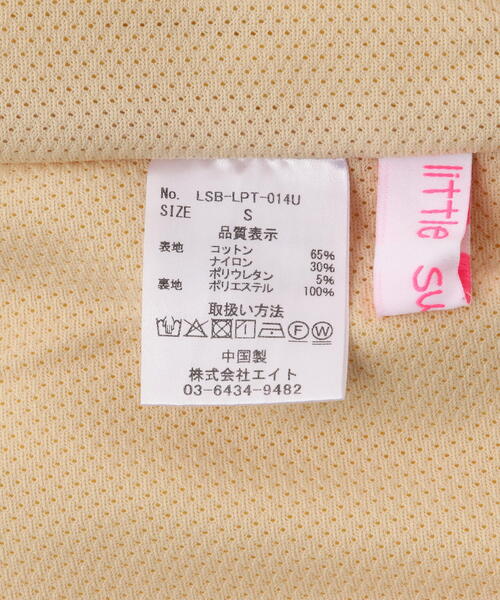 No. LSB-LPT-014U
SIZE S
品質表示
表地 コットン 65%
ナイロン 30%
ポリウレタン 5%
裏地 ポリエステル 100%
取扱い方法
F W
中国製
株式会社エイト
03-6434-9482
little